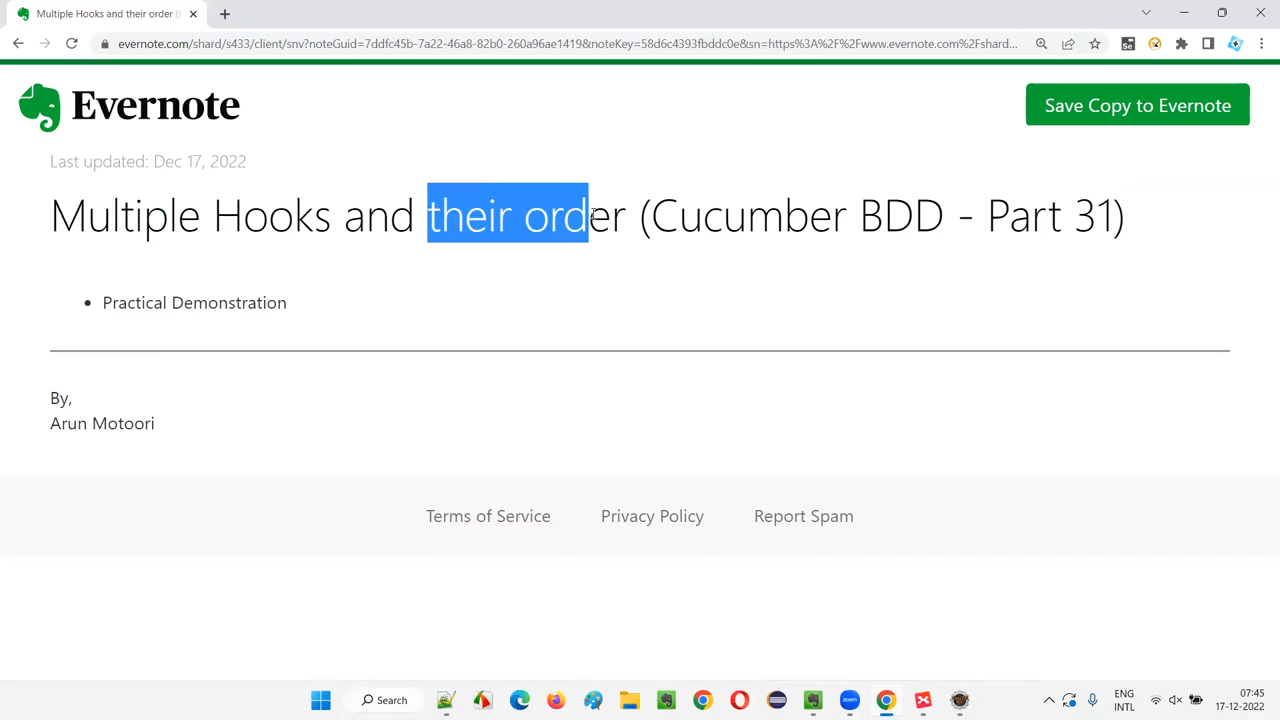 Multiple Hooks and their order (
evernote.com/shard/s433/client/snv?noteGuid=7ddfc45b-7e22-46a8-82b0-260a96ae1419&noteKey=58d6c4393fbddc0e&sn=https%3A%2F%2Fwww.evernote.com%2Fshard...
Evernote
Save Copy to Evernote
Last updated: Dec 17, 2022
Multiple Hooks and their order (Cucumber BDD - Part 31)
• Practical Demonstration
By,
Arun Motoori
Terms of Service Privacy Policy Report Spam
Search
zoom
ENG
INTL
07:45
17-12-2022